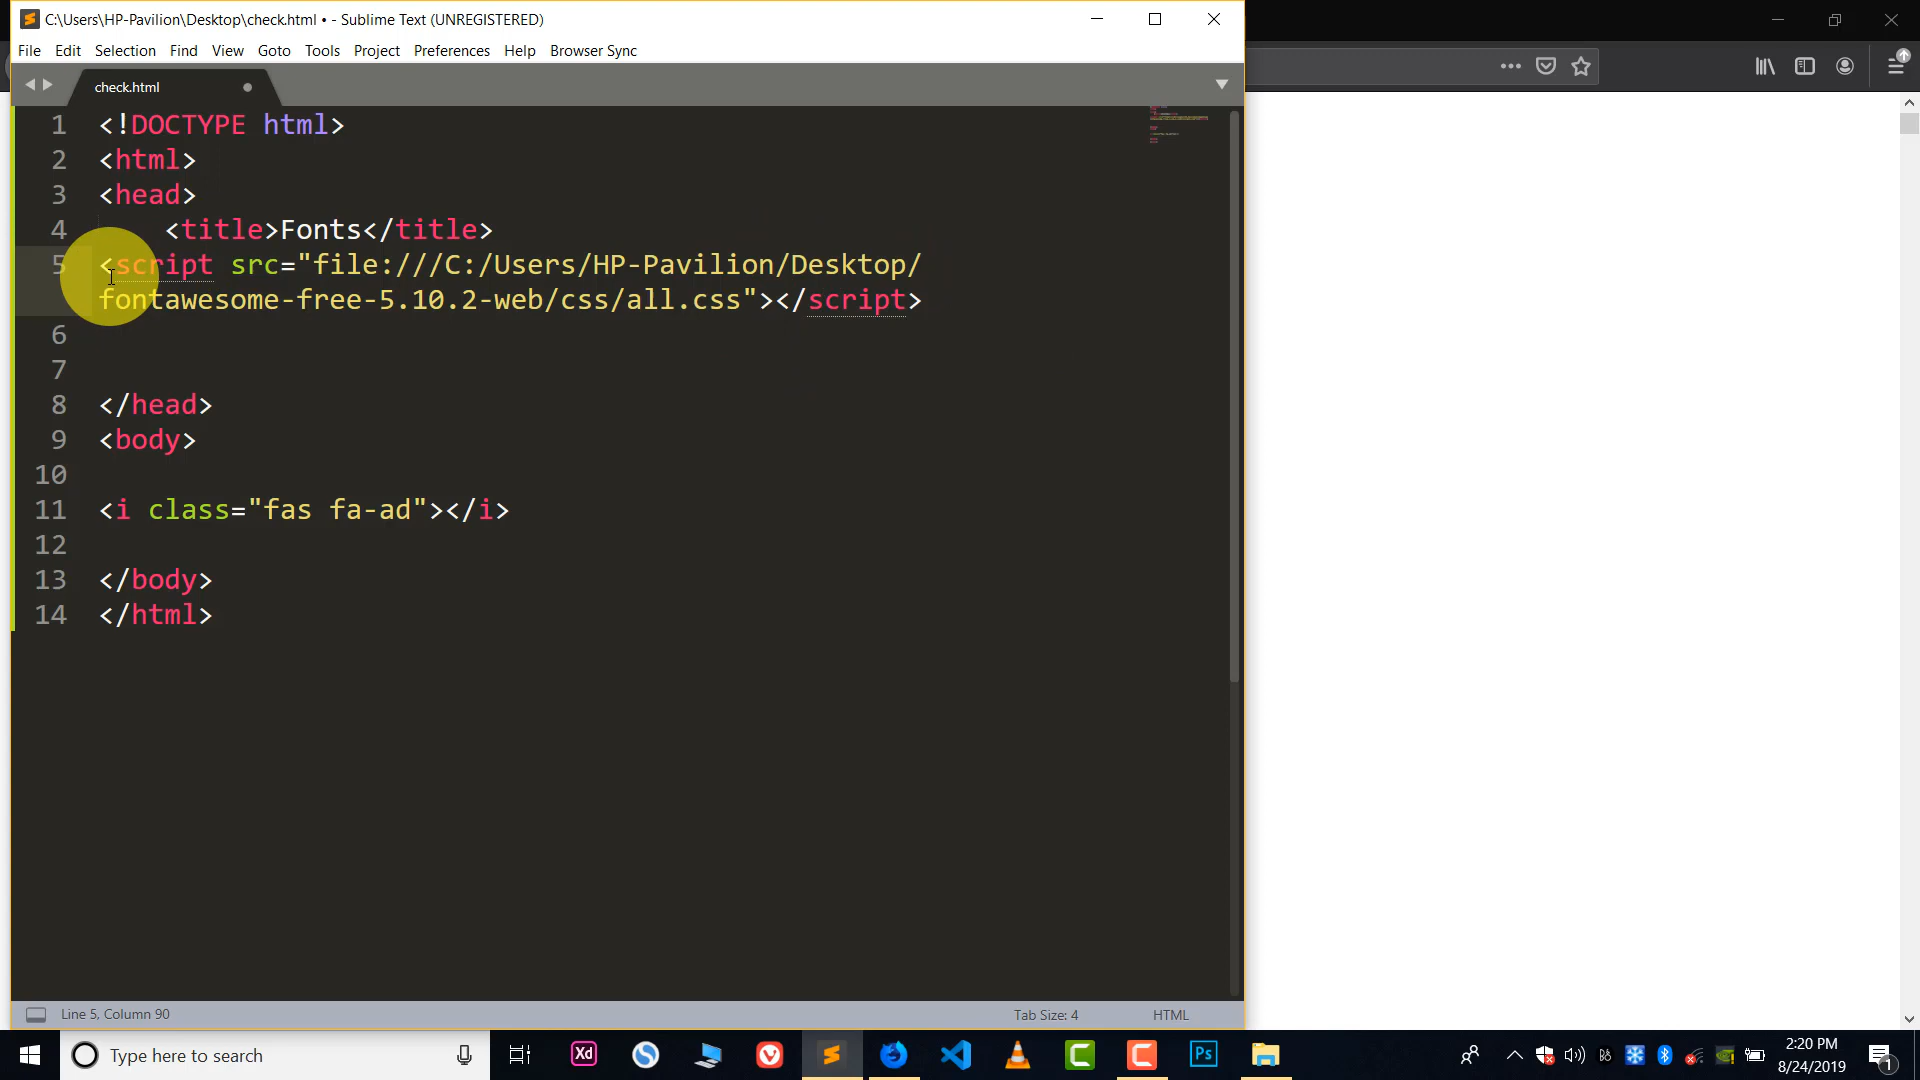 C:\Users\HP-Pavilion\Desktop\check.html • - Sublime Text (UNREGISTERED)
File Edit Selection Find View Goto Tools Project Preferences Help Browser Sync
check.html
1 <!DOCTYPE html>
2 <html>
3 <head>
4 <title>Fonts</title>
5 <script src="file:///C:/Users/HP-Pavilion/Desktop/
fontawesome-free-5.10.2-web/css/all.css"></script>
6
7
8 </head>
9 <body>
10
11 <i class="fas fa-ad"></i>
12
13 </body>
14 </html>
Line 5, Column 90 Tab Size: 4 HTML
Type here to search
Xd
Ps
2:20 PM
8/24/2019
1